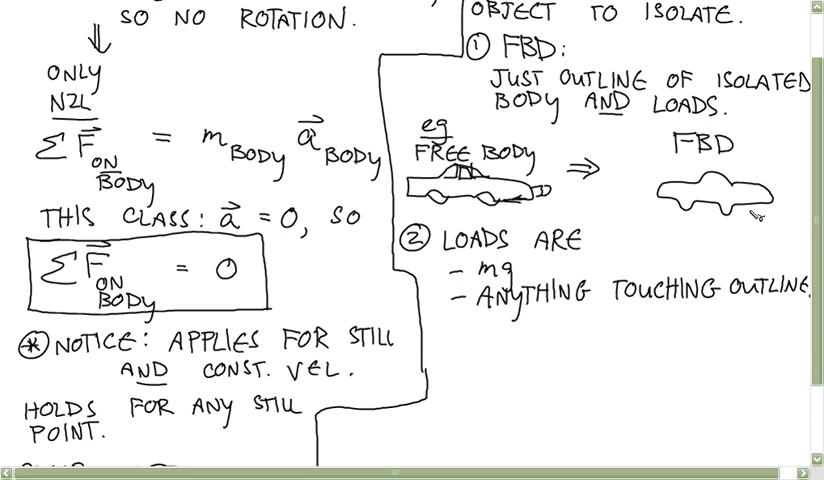 SO NO ROTATION.
ONLY
N2L
Σ F ON BODY = m BODY a BODY
THIS CLASS: a = 0, SO
Σ F ON BODY = 0
* NOTICE: APPLIES FOR STILL
AND CONST. VEL.
HOLDS FOR ANY STILL
POINT.
OBJECT TO ISOLATE.
① FBD:
JUST OUTLINE OF ISOLATED
BODY AND LOADS.
eg
FREE BODY ⇒ FBD
② LOADS ARE
- mg
- ANYTHING TOUCHING OUTLINE.